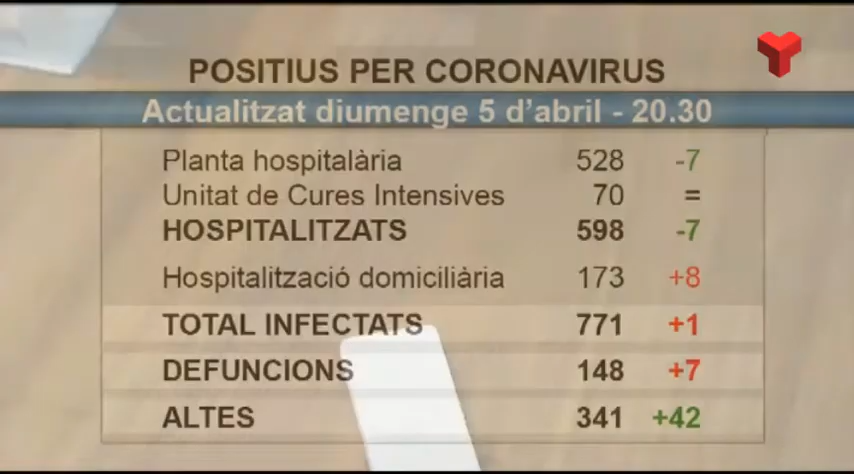 POSITIUS PER CORONAVIRUS
Actualitzat diumenge 5 d'abril - 20.30
Planta hospitalària 528 -7
Unitat de Cures Intensives 70 =
HOSPITALITZATS 598 -7
Hospitalització domiciliària 173 +8
TOTAL INFECTATS 771 +1
DEFUNCIONS 148 +7
ALTES 341 +42